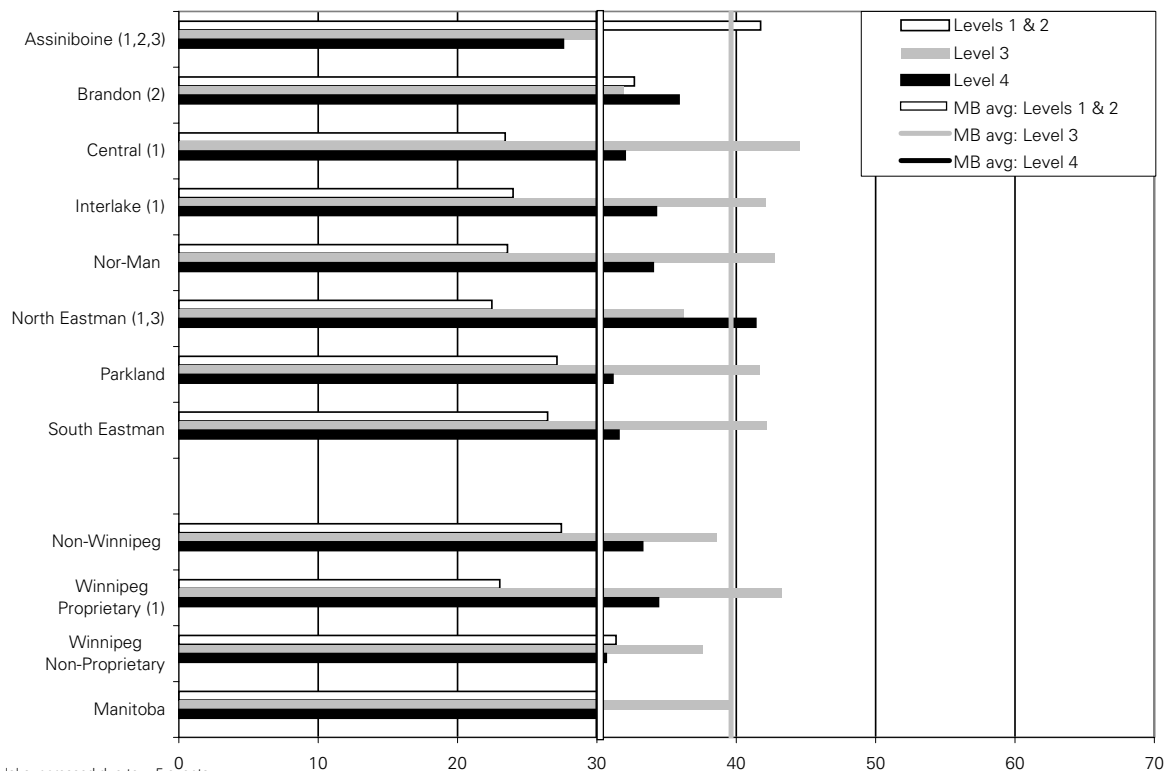 Levels 1 & 2
Level 3
Level 4
MB avg: Levels 1 & 2
MB avg: Level 3
MB avg: Level 4
Assiniboine (1,2,3)
Brandon (2)
Central (1)
Interlake (1)
Nor-Man
North Eastman (1,3)
Parkland
South Eastman
Non-Winnipeg
Winnipeg
Proprietary (1)
Winnipeg
Non-Proprietary
Manitoba
0 10 20 30 40 50 60 70